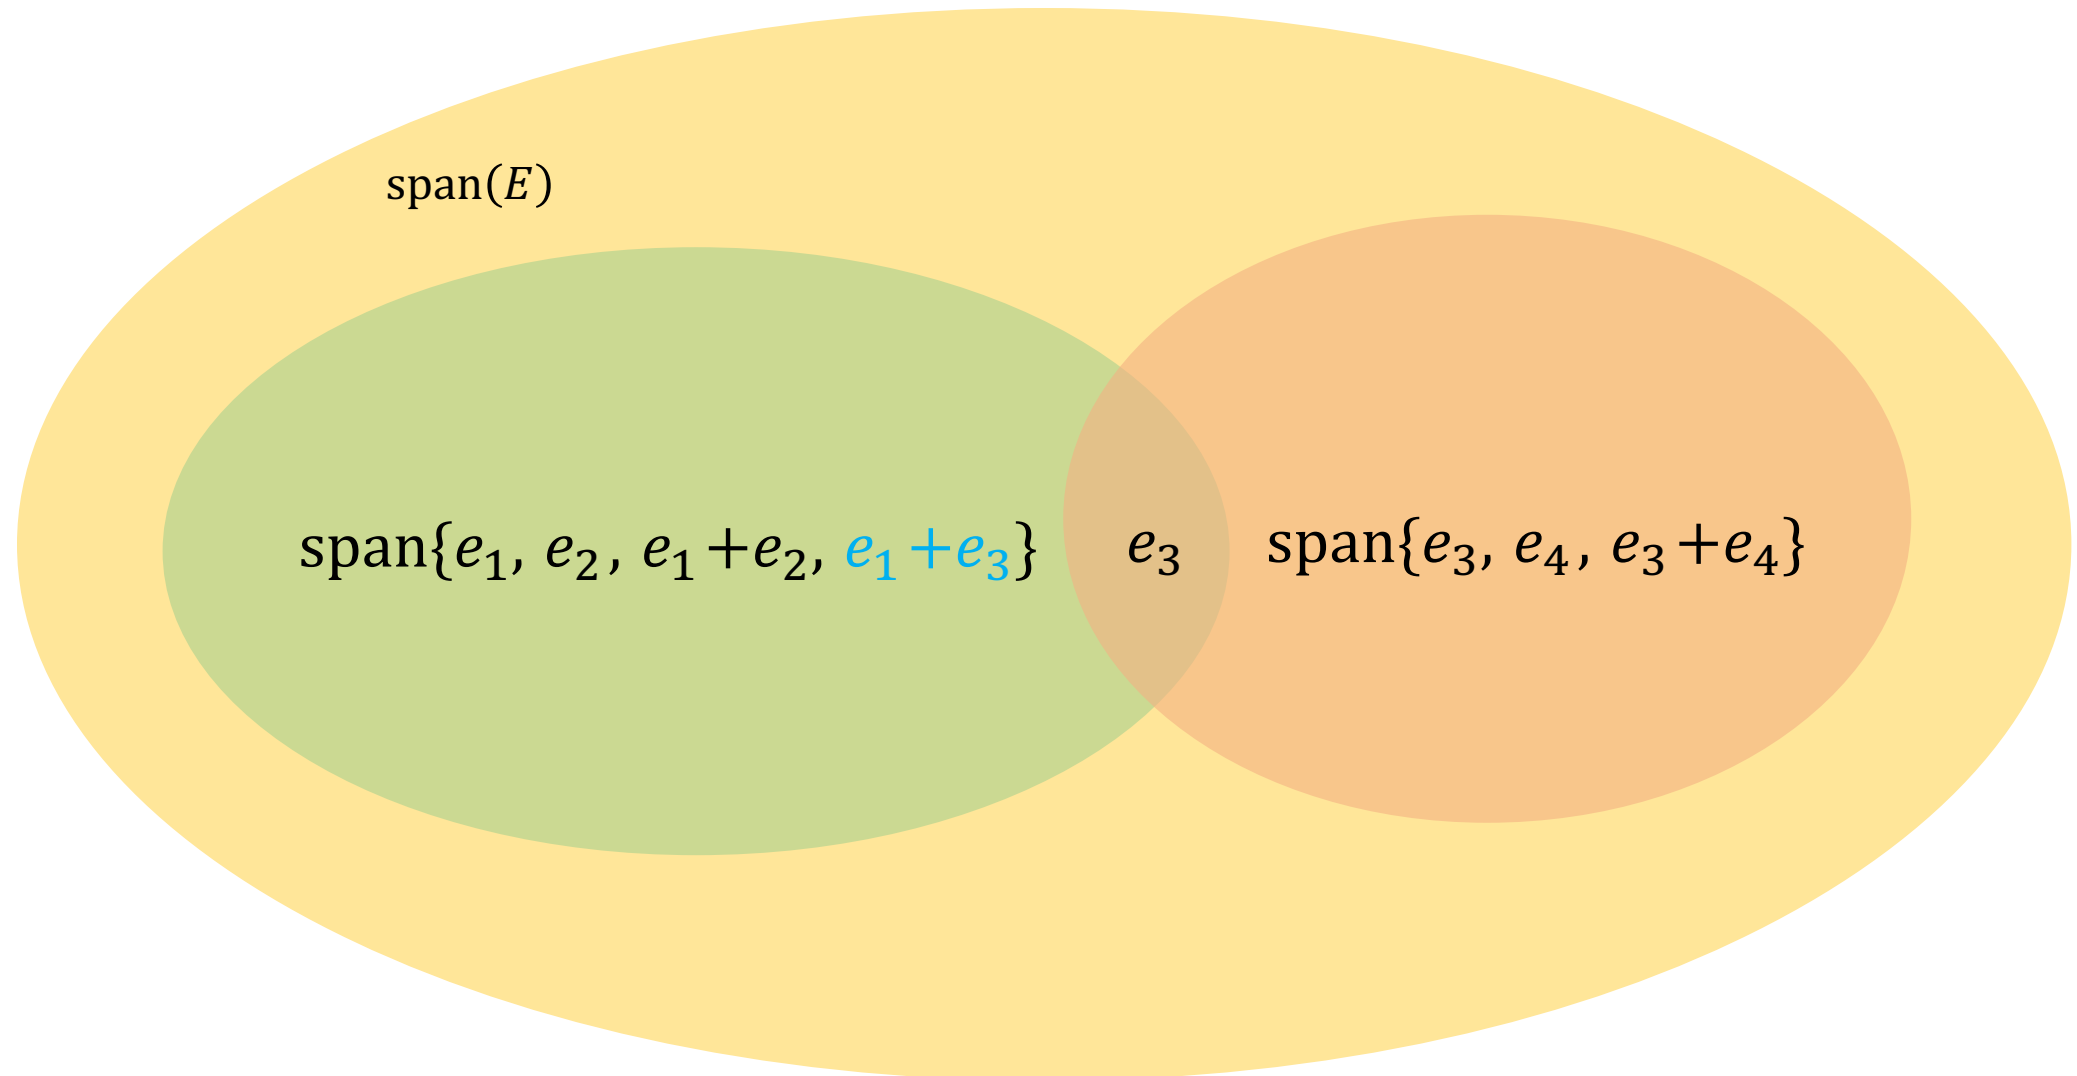 span(E)
span{e₁, e₂, e₁+e₂, e₁+e₃} e₃ span{e₃, e₄, e₃+e₄}